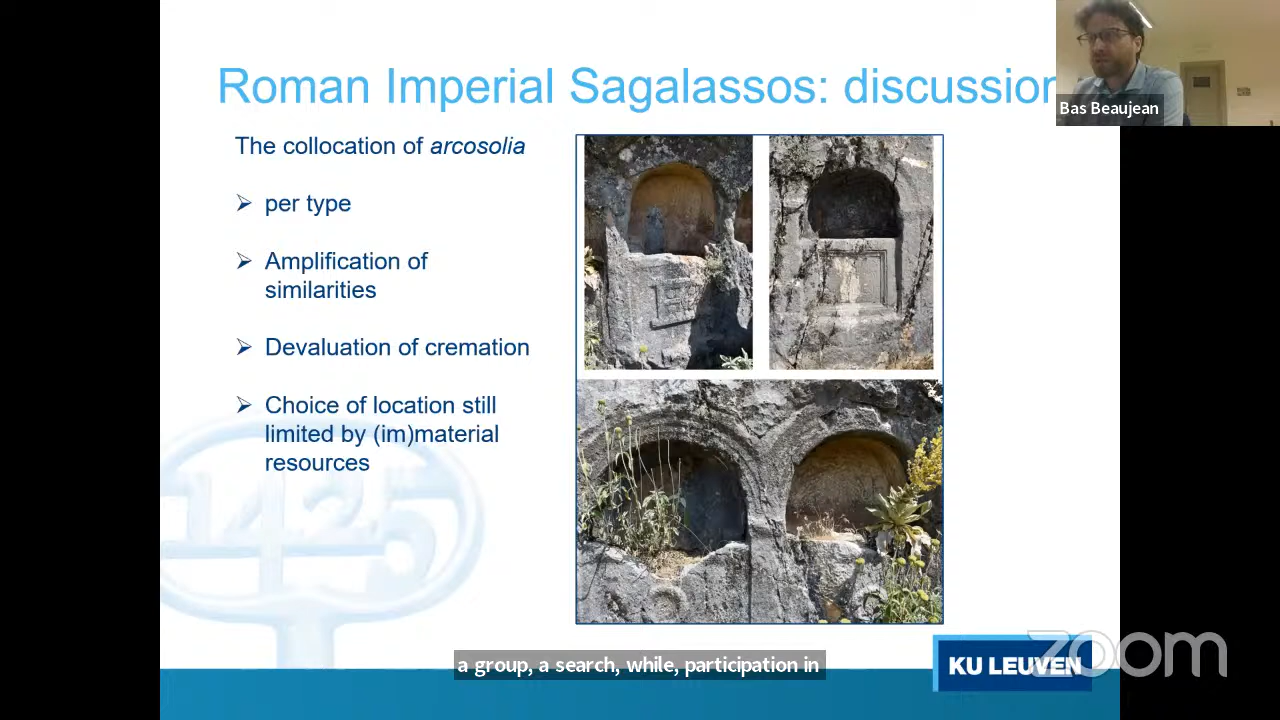 Roman Imperial Sagalassos: discussion
Bas Beaujean
The collocation of arcosolia
➢ per type
➢ Amplification of
similarities
➢ Devaluation of cremation
➢ Choice of location still
limited by (im)material
resources
1425
a group, a search, while, participation in
KU LEUVEN
zoom